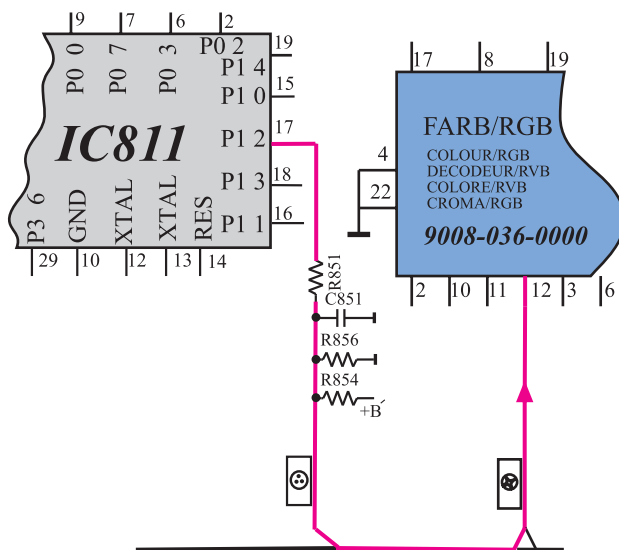 9 7 6 2
P0 0 P0 7 P0 3 P0 2
19
P1 4
15
P1 0
17
P1 2
IC811
18
P1 3
16
P1 1
P3 6 GND XTAL XTAL RES
29 10 12 13 14
R851
C851
R856
R854
+B´
17 8 19
4
22
FARB/RGB
COLOUR/RGB
DECODEUR/RVB
COLORE/RVB
CROMA/RGB
9008-036-0000
2 10 11 12 3 6